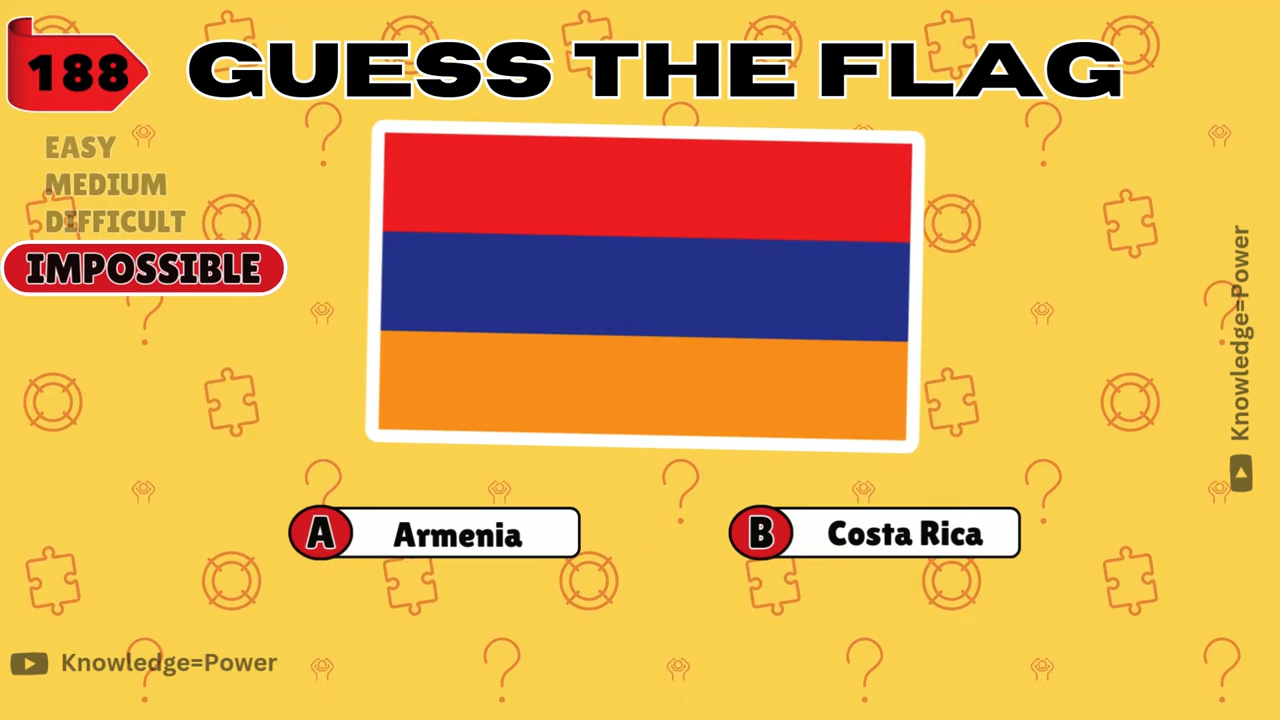 188
GUESS THE FLAG
EASY
MEDIUM
DIFFICULT
IMPOSSIBLE
A Armenia
B Costa Rica
Knowledge=Power
Knowledge=Power